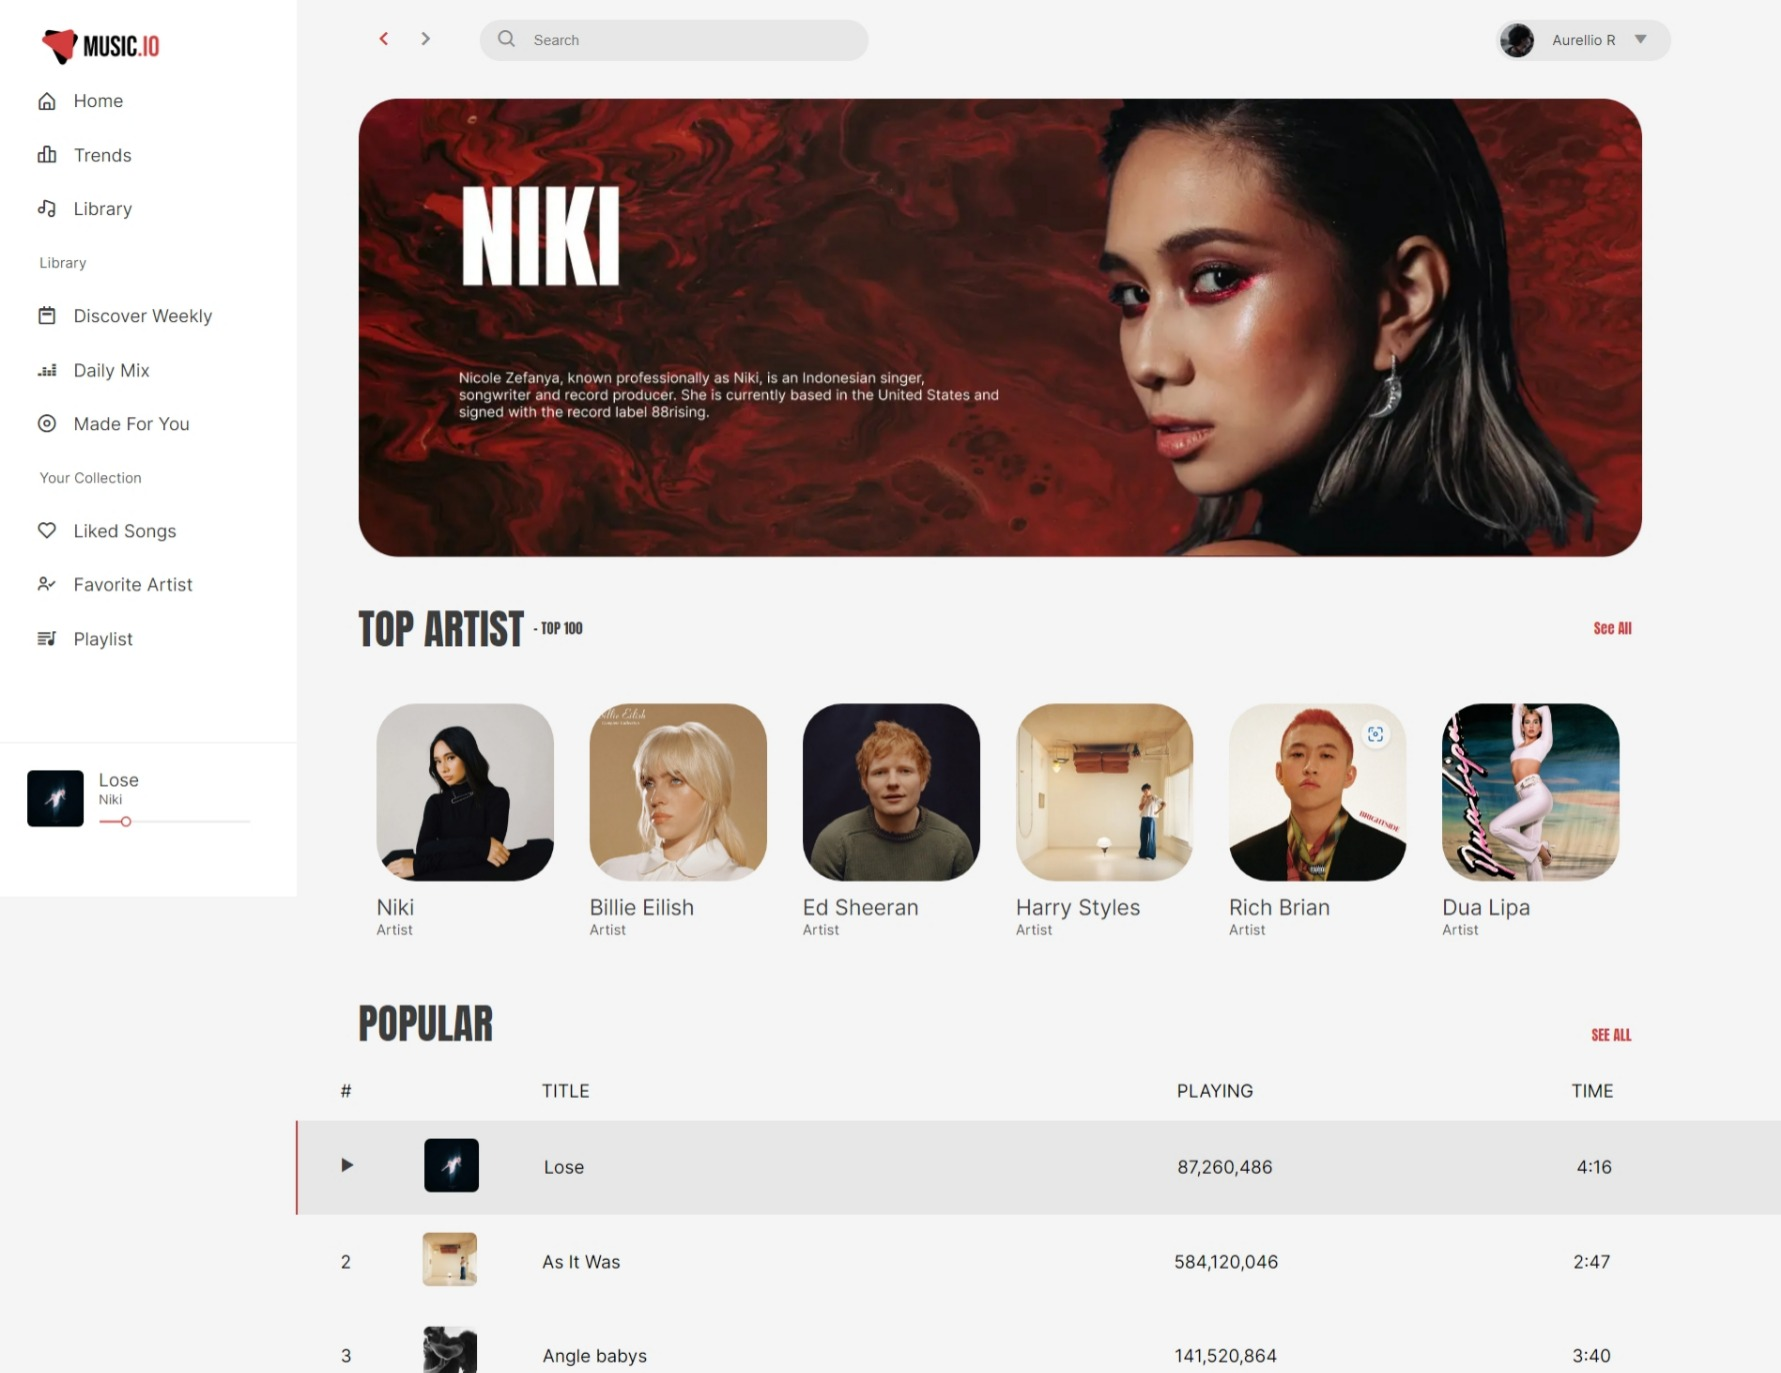 MUSIC.IO
Search
Aurellio R
Home
Trends
Library
Library
Discover Weekly
Daily Mix
Made For You
Your Collection
Liked Songs
Favorite Artist
Playlist
Lose
Niki
NIKI
Nicole Zefanya, known professionally as Niki, is an Indonesian singer,
songwriter and record producer. She is currently based in the United States and
signed with the record label 88rising.
TOP ARTIST - TOP 100
See All
Billie Eilish
BRIGHTSIDE
Dua Lipa
Niki
Artist
Billie Eilish
Artist
Ed Sheeran
Artist
Harry Styles
Artist
Rich Brian
Artist
Dua Lipa
Artist
POPULAR
SEE ALL
# TITLE PLAYING TIME
Lose 87,260,486 4:16
2 As It Was 584,120,046 2:47
3 Angle babys 141,520,864 3:40